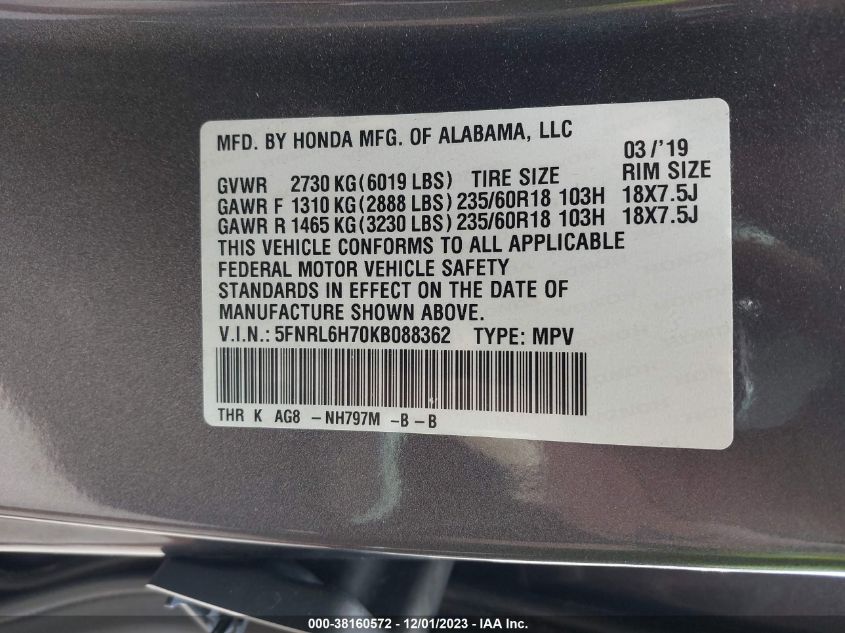 MFD. BY HONDA MFG. OF ALABAMA, LLC
03/'19
GVWR 2730 KG(6019 LBS) TIRE SIZE RIM SIZE
GAWR F 1310 KG(2888 LBS)235/60R18 103H 18X7.5J
GAWR R 1465 KG(3230 LBS)235/60R18 103H 18X7.5J
THIS VEHICLE CONFORMS TO ALL APPLICABLE
FEDERAL MOTOR VEHICLE SAFETY
STANDARDS IN EFFECT ON THE DATE OF
MANUFACTURE SHOWN ABOVE.
V.I.N.: 5FNRL6H70KB088362 TYPE: MPV
THR K AG8 -NH797M -B-B
000-38160572 - 12/01/2023 - IAA Inc.